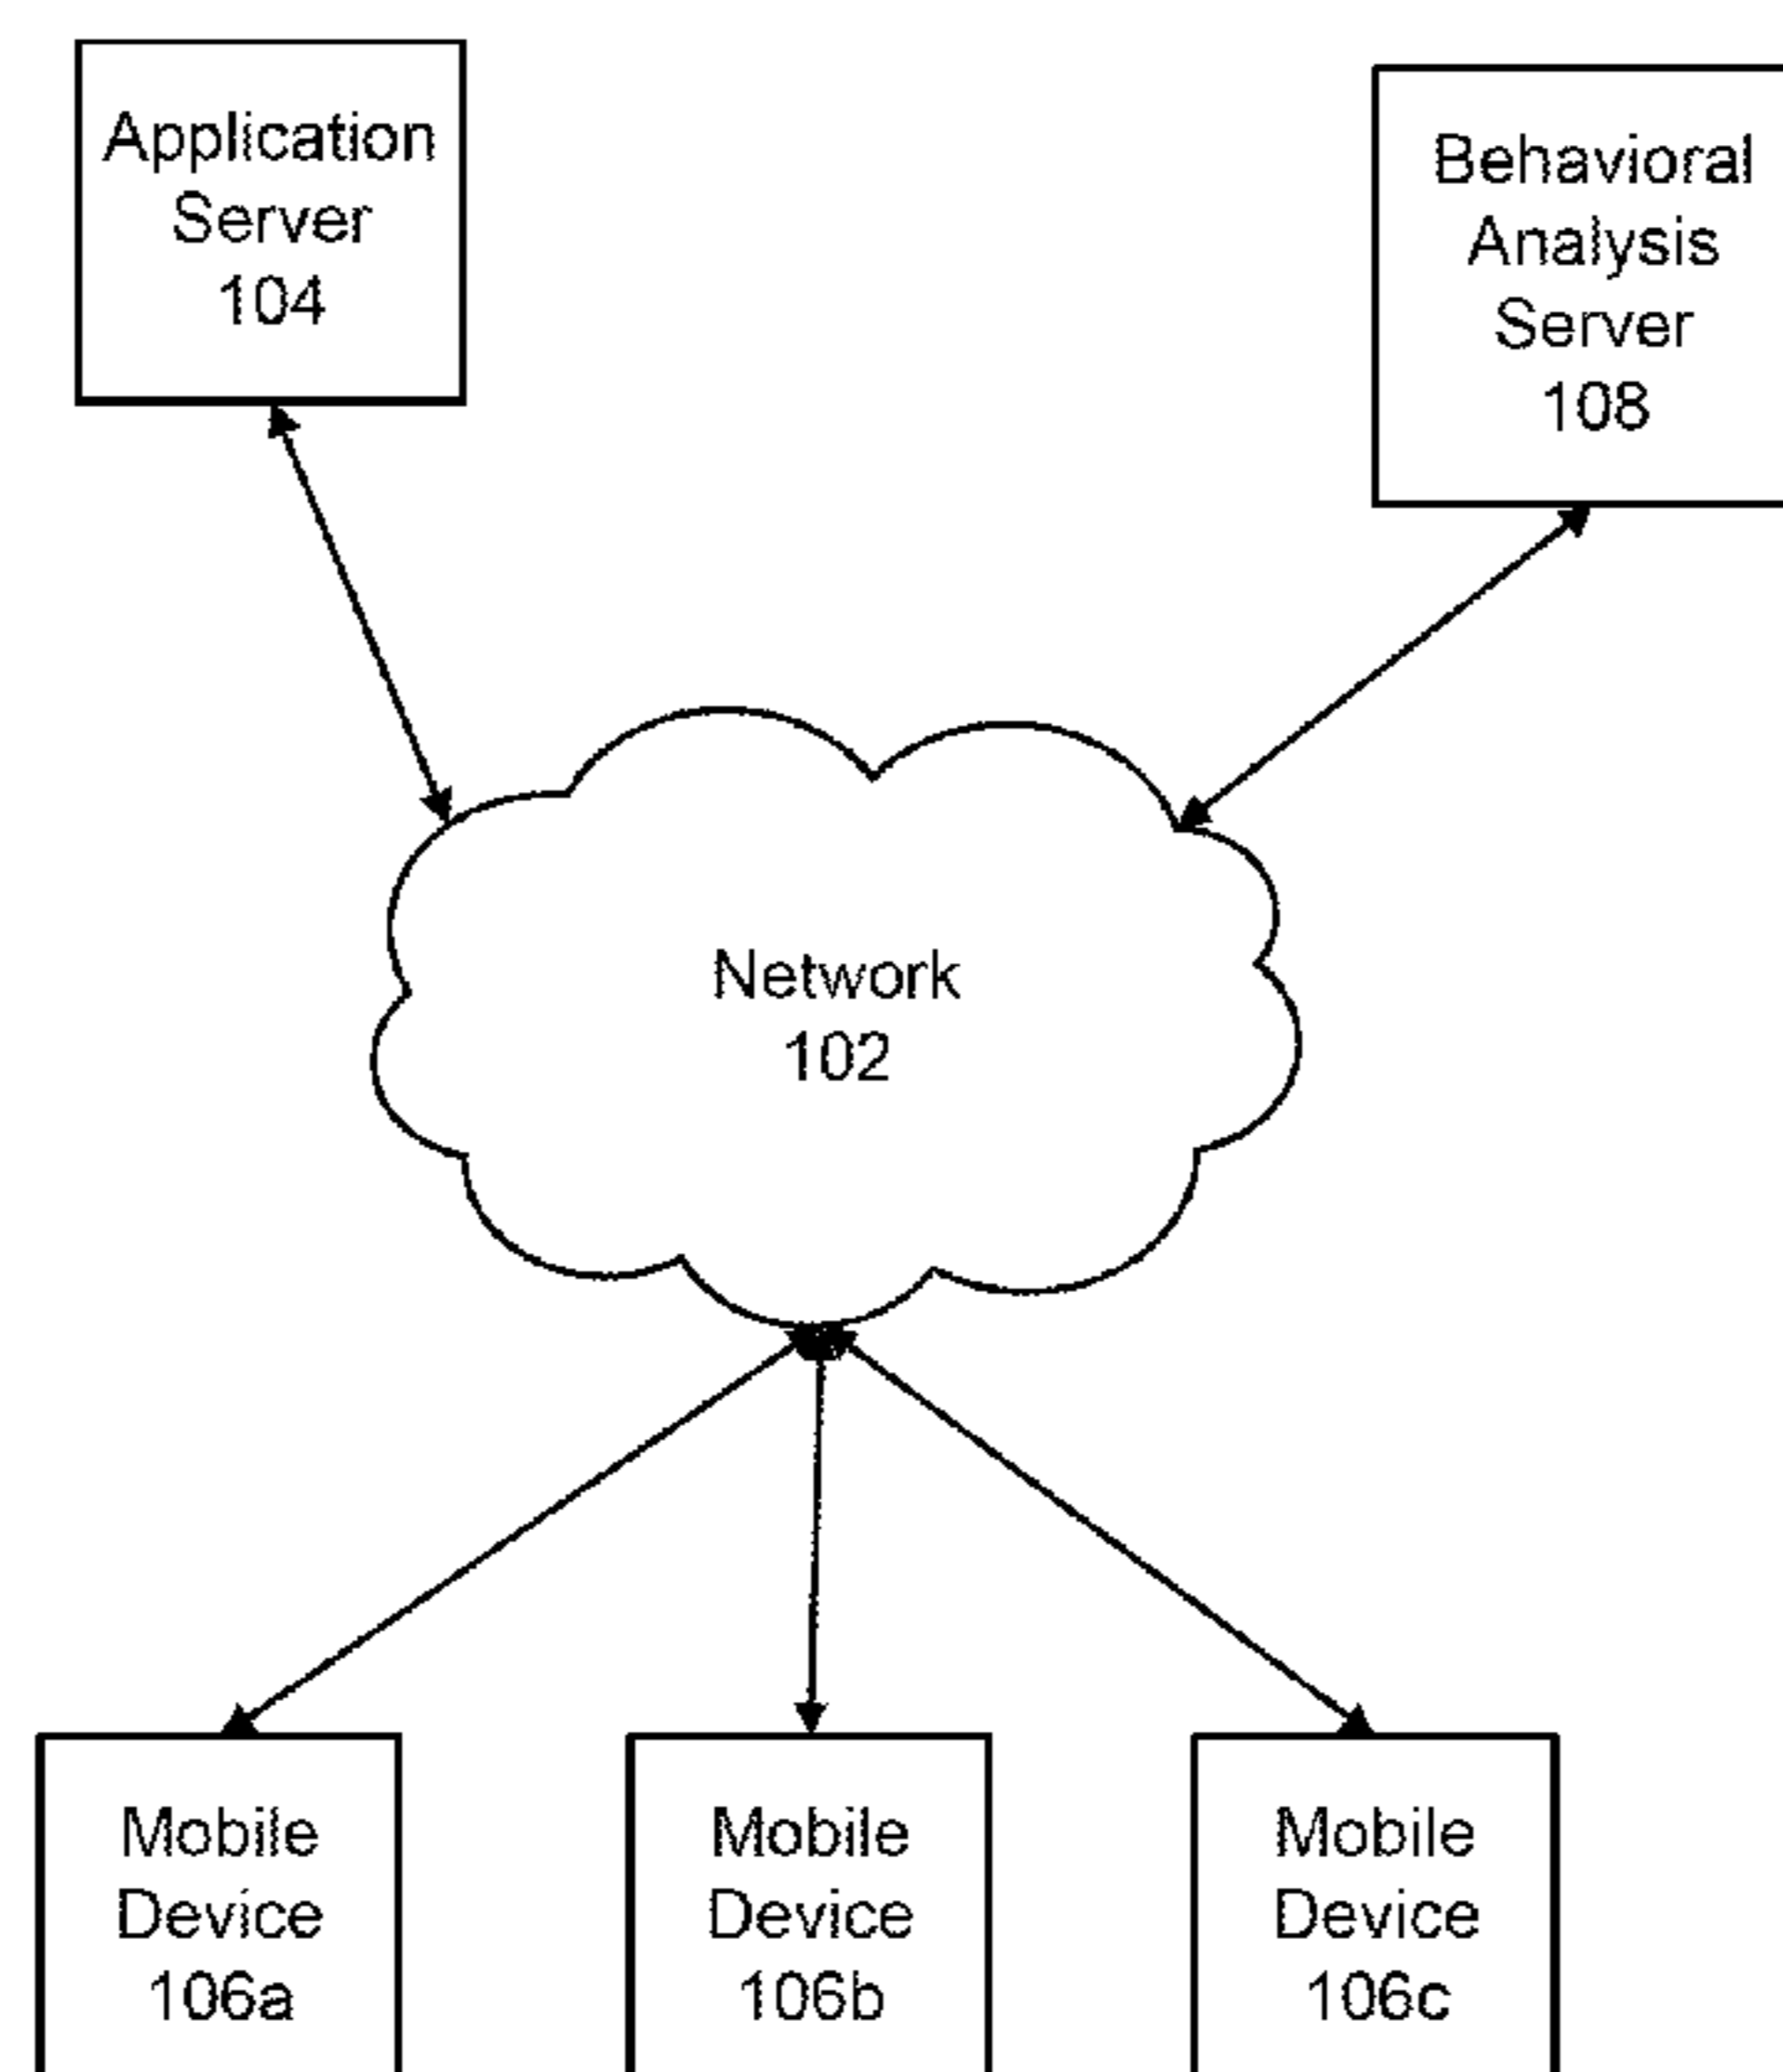 Application
Server
104
Behavioral
Analysis
Server
108
Network
102
Mobile
Device
106a
Mobile
Device
106b
Mobile
Device
106c